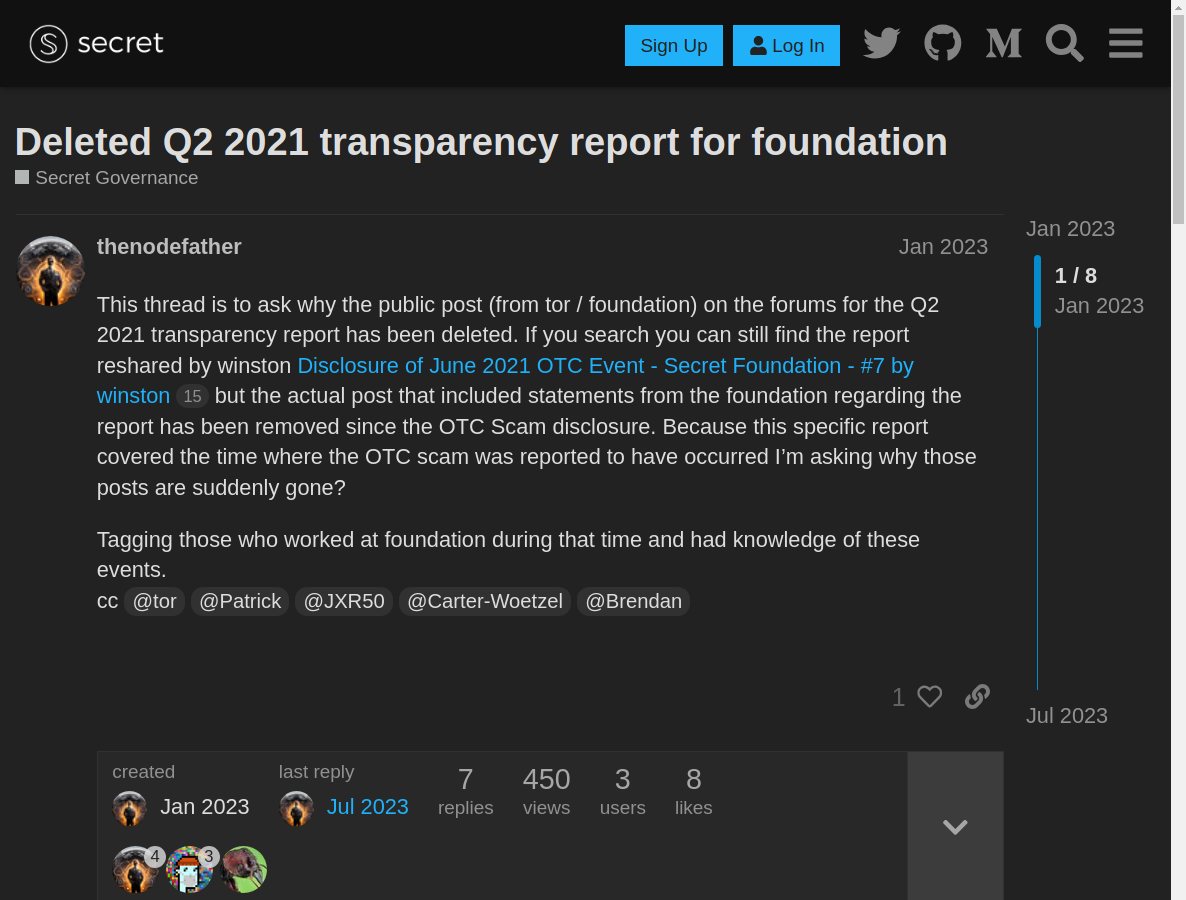 secret
Sign Up
Log In
Deleted Q2 2021 transparency report for foundation
Secret Governance
thenodefather
Jan 2023
This thread is to ask why the public post (from tor / foundation) on the forums for the Q2
2021 transparency report has been deleted. If you search you can still find the report
reshared by winston Disclosure of June 2021 OTC Event - Secret Foundation - #7 by
winston 15 but the actual post that included statements from the foundation regarding the
report has been removed since the OTC Scam disclosure. Because this specific report
covered the time where the OTC scam was reported to have occurred I’m asking why those
posts are suddenly gone?
Tagging those who worked at foundation during that time and had knowledge of these
events.
cc @tor @Patrick @JXR50 @Carter-Woetzel @Brendan
1
Jan 2023
1 / 8
Jan 2023
Jul 2023
created
Jan 2023
last reply
Jul 2023
7
replies
450
views
3
users
8
likes
4
3